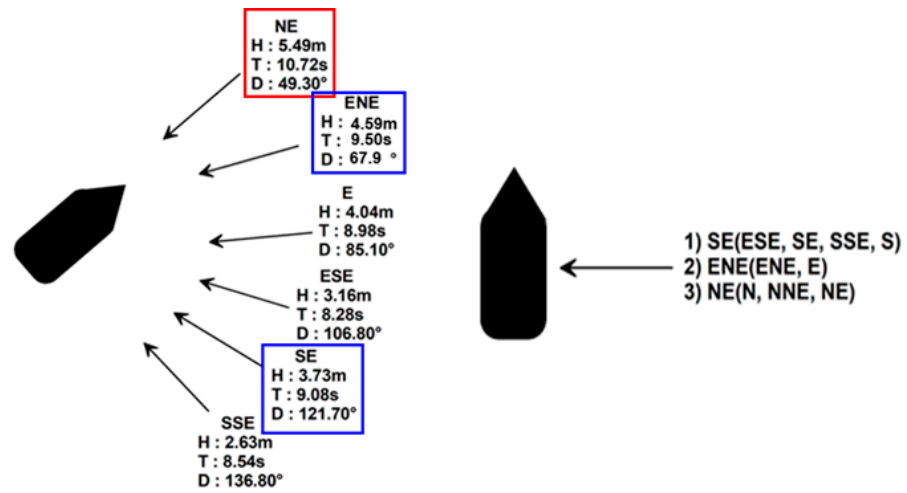 NE
H : 5.49m
T : 10.72s
D : 49.30°
ENE
H : 4.59m
T : 9.50s
D : 67.9 °
E
H : 4.04m
T : 8.98s
D : 85.10°
ESE
H : 3.16m
T : 8.28s
D : 106.80°
SE
H : 3.73m
T : 9.08s
D : 121.70°
SSE
H : 2.63m
T : 8.54s
D : 136.80°
1) SE(ESE, SE, SSE, S)
2) ENE(ENE, E)
3) NE(N, NNE, NE)